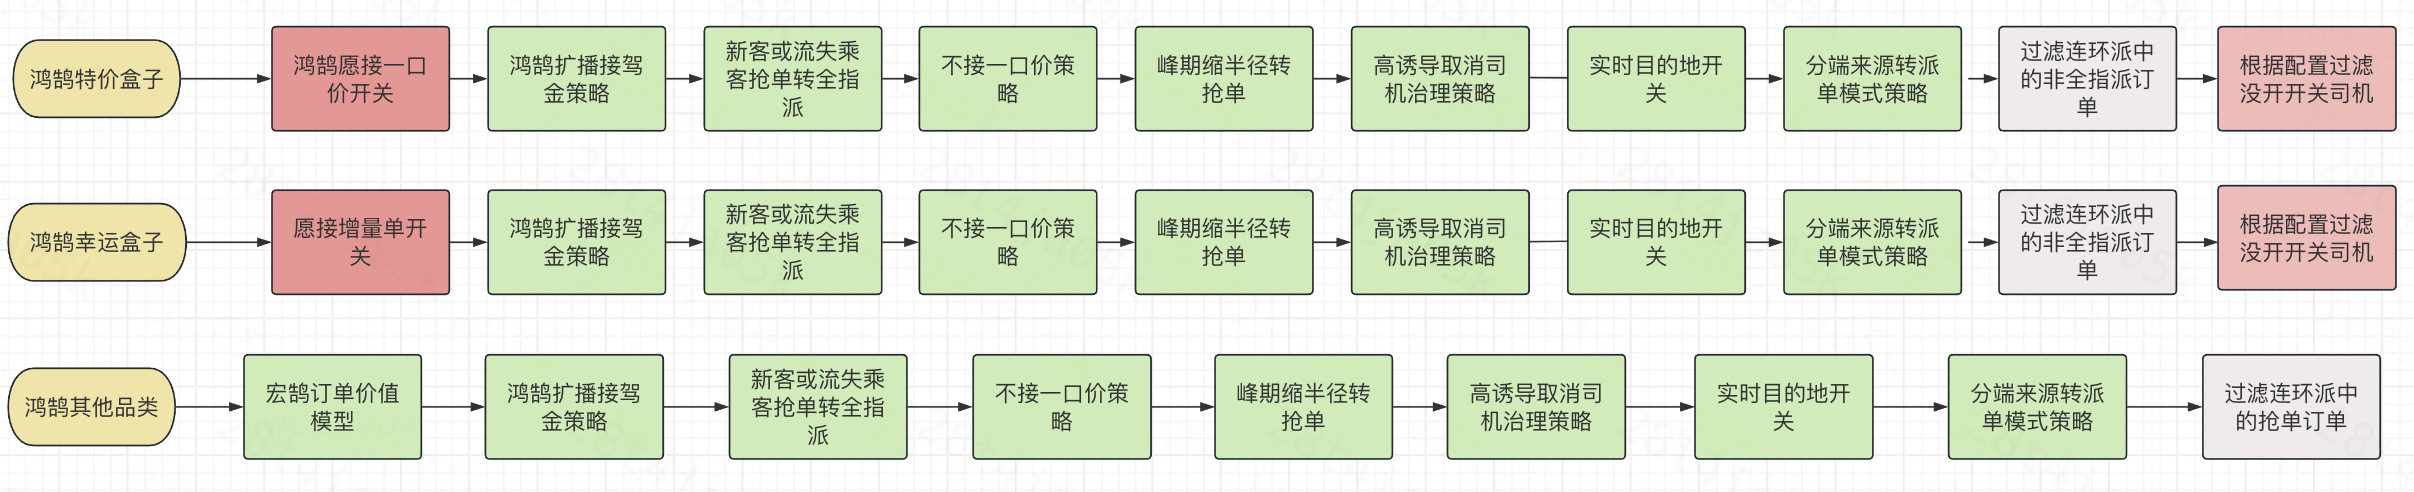 鸿鹄特价盒子
鸿鹄愿接一口
价开关
鸿鹄扩播接驾
金策略
新客或流失乘
客抢单转全指
派
不接一口价策
略
峰期缩半径转
抢单
高诱导取消司
机治理策略
实时目的地开
关
分端来源转派
单模式策略
过滤连环派中
的非全指派订
单
根据配置过滤
没开开关司机
鸿鹄幸运盒子
愿接增量单开
关
鸿鹄扩播接驾
金策略
新客或流失乘
客抢单转全指
派
不接一口价策
略
峰期缩半径转
抢单
高诱导取消司
机治理策略
实时目的地开
关
分端来源转派
单模式策略
过滤连环派中
的非全指派订
单
根据配置过滤
没开开关司机
鸿鹄其他品类
宏鹄订单价值
模型
鸿鹄扩播接驾
金策略
新客或流失乘
客抢单转全指
派
不接一口价策
略
峰期缩半径转
抢单
高诱导取消司
机治理策略
实时目的地开
关
分端来源转派
单模式策略
过滤连环派中
的抢单订单